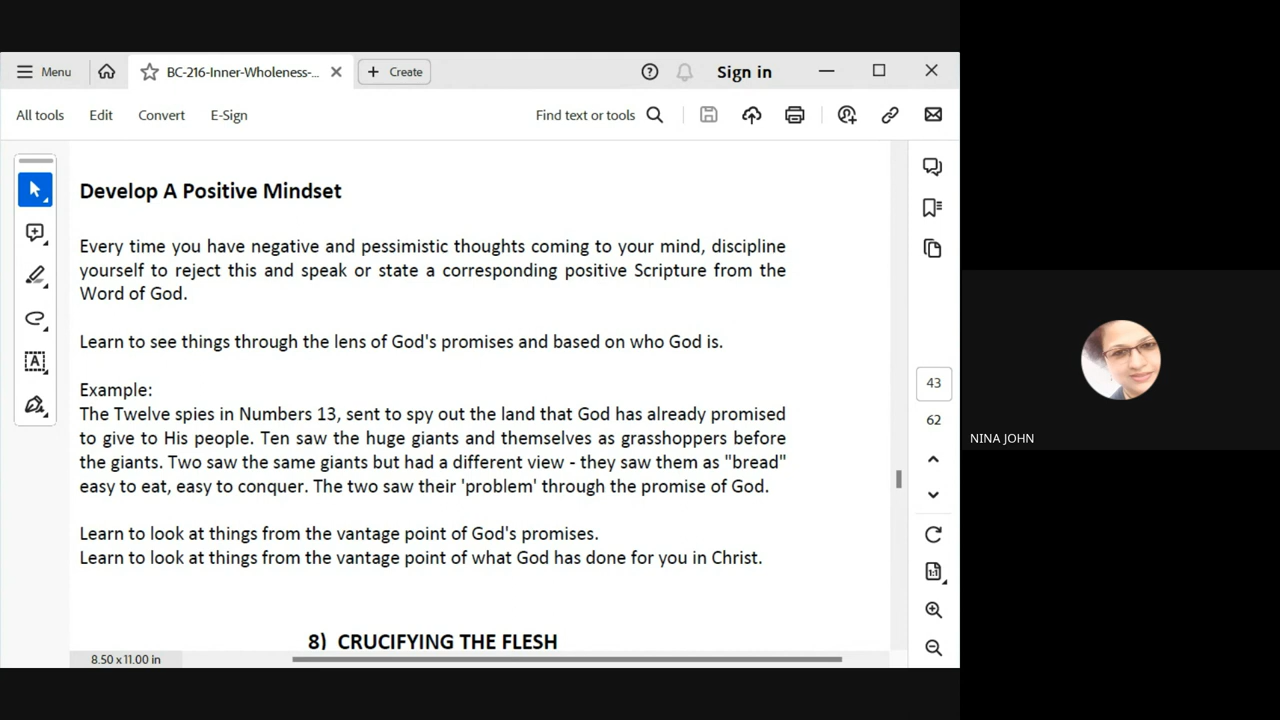 Menu
BC-216-Inner-Wholeness-...
Create
Sign in
All tools
Edit
Convert
E-Sign
Find text or tools
Develop A Positive Mindset
Every time you have negative and pessimistic thoughts coming to your mind, discipline
yourself to reject this and speak or state a corresponding positive Scripture from the
Word of God.
Learn to see things through the lens of God's promises and based on who God is.
Example:
The Twelve spies in Numbers 13, sent to spy out the land that God has already promised
to give to His people. Ten saw the huge giants and themselves as grasshoppers before
the giants. Two saw the same giants but had a different view - they saw them as "bread"
easy to eat, easy to conquer. The two saw their 'problem' through the promise of God.
Learn to look at things from the vantage point of God's promises.
Learn to look at things from the vantage point of what God has done for you in Christ.
8) CRUCIFYING THE FLESH
8.50 x 11.00 in
43
62
1:1
NINA JOHN